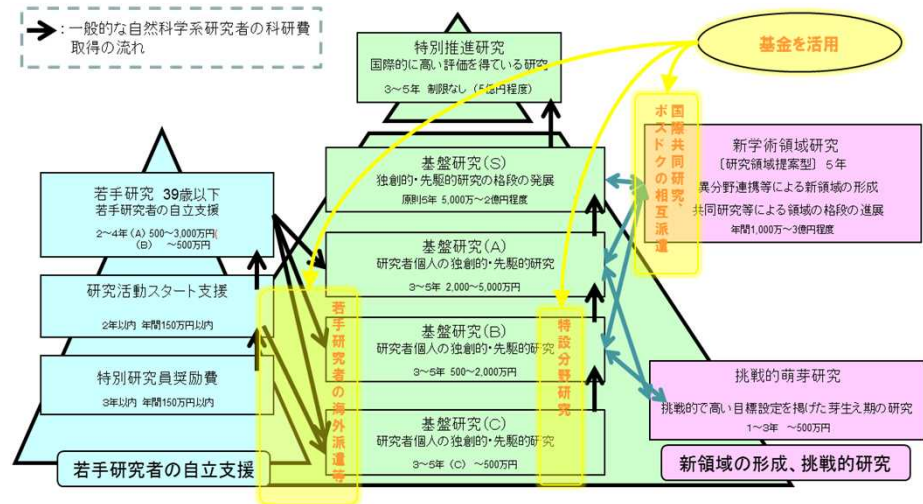 ：一般的な自然科学系研究者の科研費
取得の流れ
基金を活用
特別推進研究
国際的に高い評価を得ている研究
3～5年 制限なし（5億円程度）
若手研究 39歳以下
若手研究者の自立支援
2～4年（A）500～3,000万円(
（B） ～500万円
研究活動スタート支援
2年以内 年間150万円以内
特別研究員奨励費
3年以内 年間150万円以内
若手研究者の自立支援
基盤研究（S）
独創的・先駆的研究の格段の発展
原則5年 5,000万～2億円程度
基盤研究（A）
研究者個人の独創的・先駆的研究
3～5年 2,000～5,000万円
基盤研究（B）
研究者個人の独創的・先駆的研究
3～5年 500～2,000万円
基盤研究（C）
研究者個人の独創的・先駆的研究
3～5年（C） ～500万円
若手研究者の海外派遣等
特設分野研究
国際共同研究、
ポスドクの相互派遣
新学術領域研究
〔研究領域提案型〕 5年
異分野連携等による新領域の形成
共同研究等による領域の格段の進展
年間1,000万～3億円程度
挑戦的萌芽研究
挑戦的で高い目標設定を掲げた芽生え期の研究
1～3年 ～500万円
新領域の形成、挑戦的研究